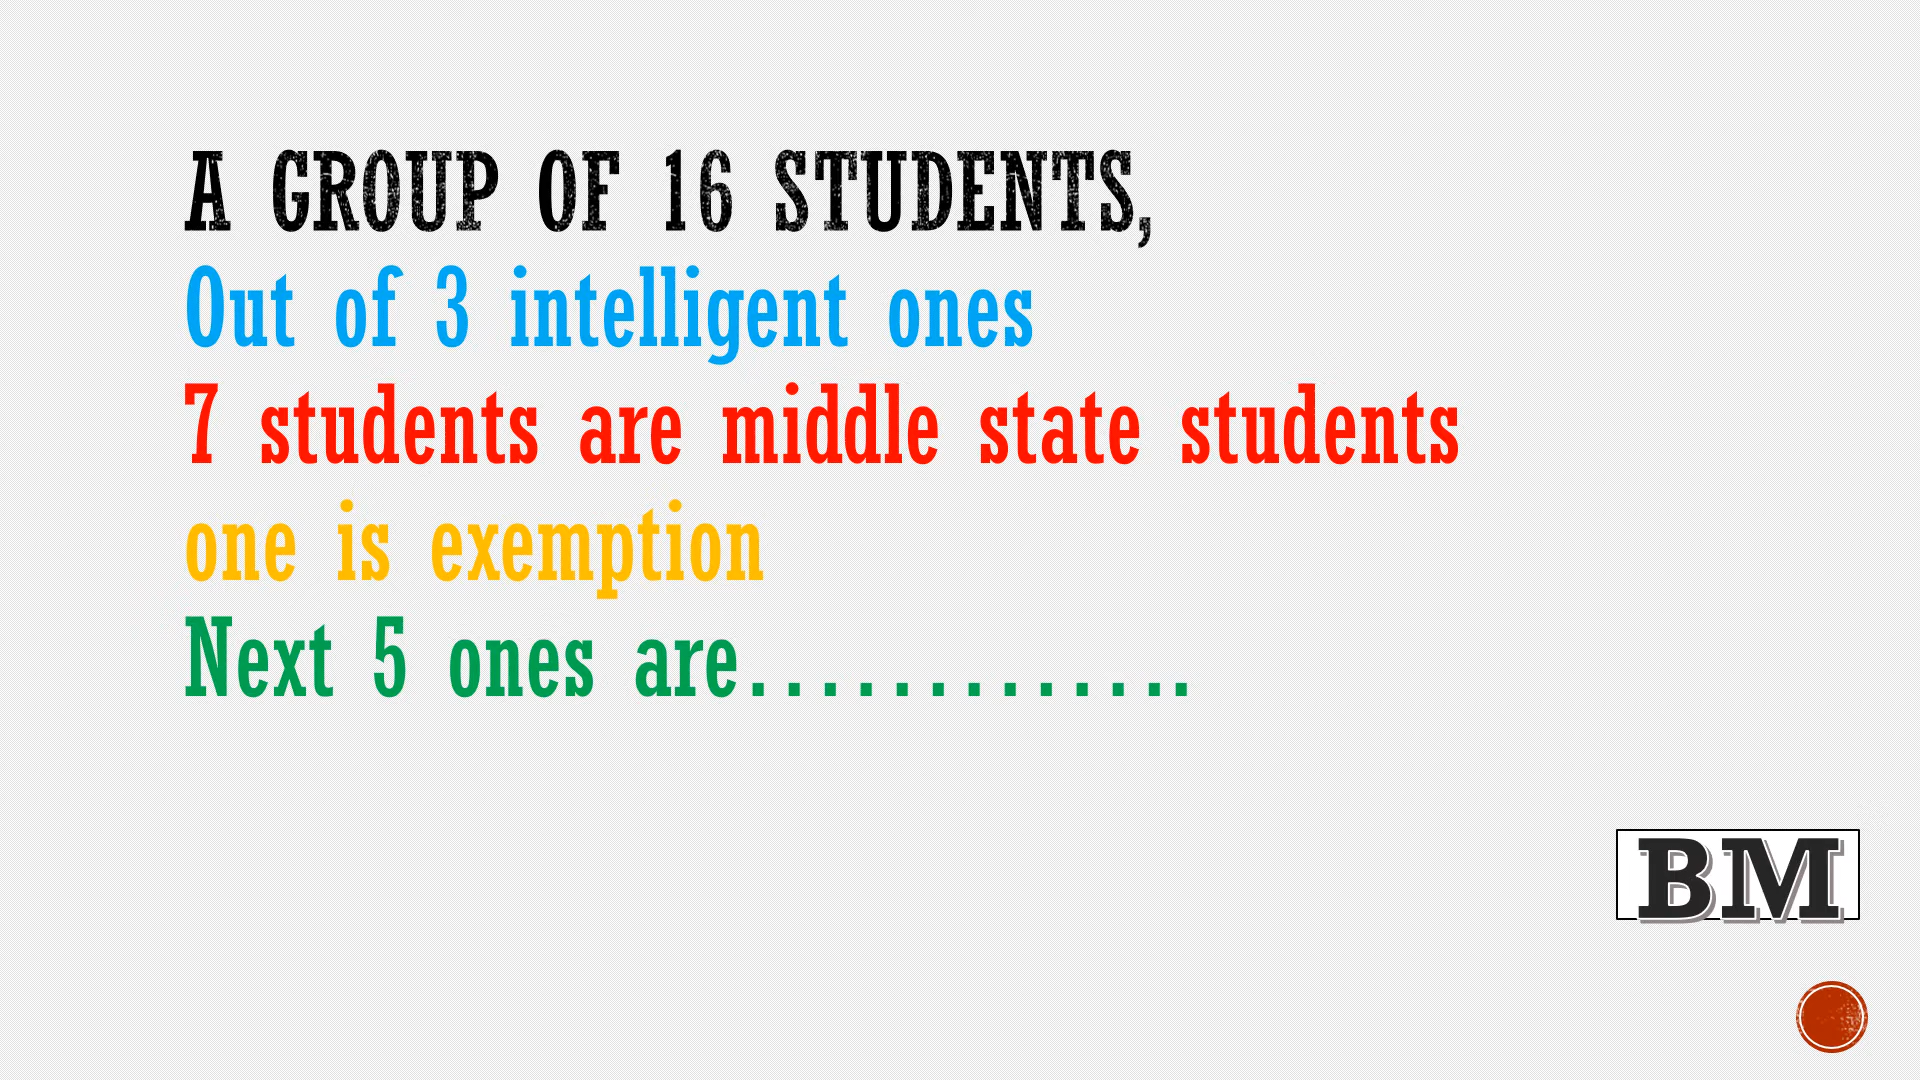 A GROUP OF 16 STUDENTS,
Out of 3 intelligent ones
7 students are middle state students
one is exemption
Next 5 ones are.............
BM